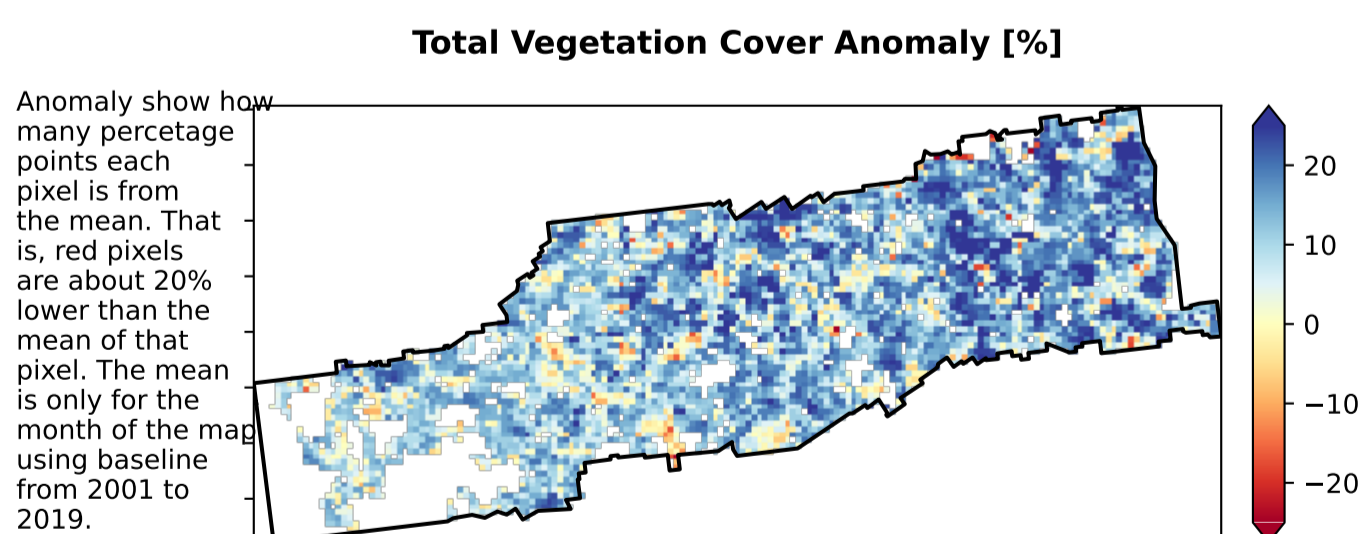 Total Vegetation Cover Anomaly [%]
Anomaly show how
many percetage
points each
pixel is from
the mean. That
is, red pixels
are about 20%
lower than the
mean of that
pixel. The mean
is only for the
month of the map
using baseline
from 2001 to
2019.
20
10
0
−10
−20